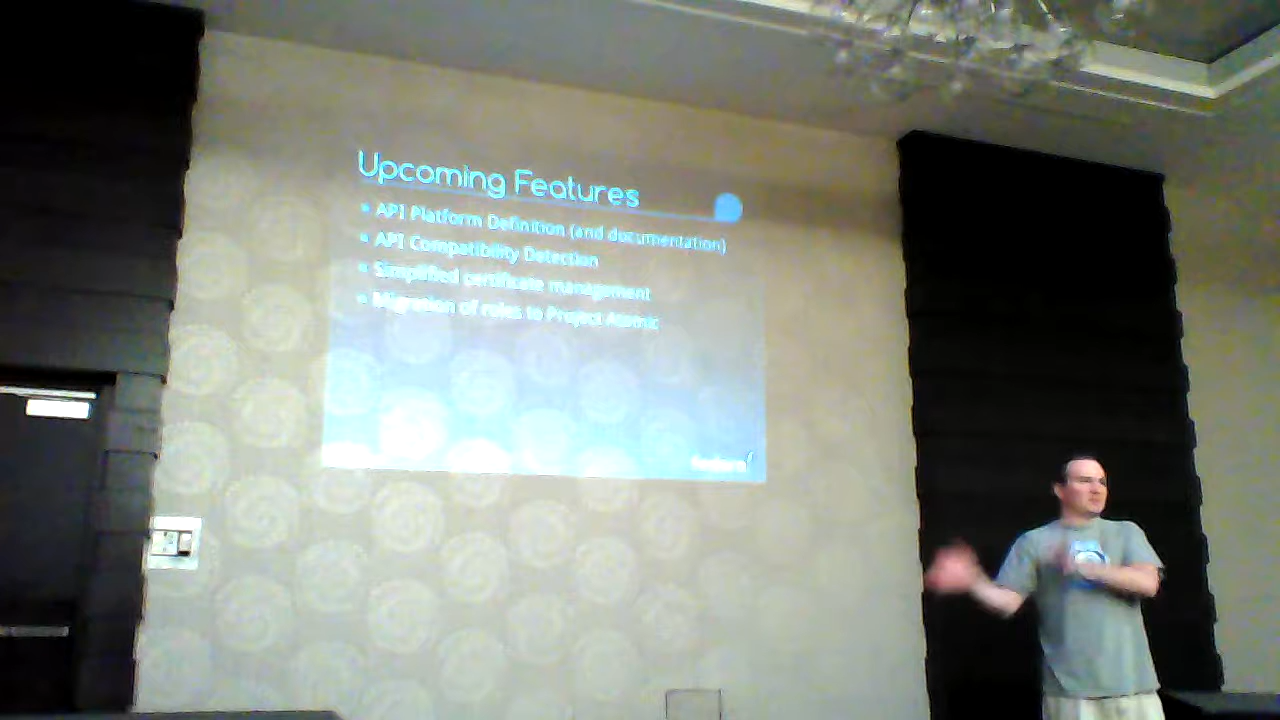 Upcoming Features
API Platform Definition (and documentation)
API Compatibility Detection
Simplified certificate management
Migration of roles to Project Atomic